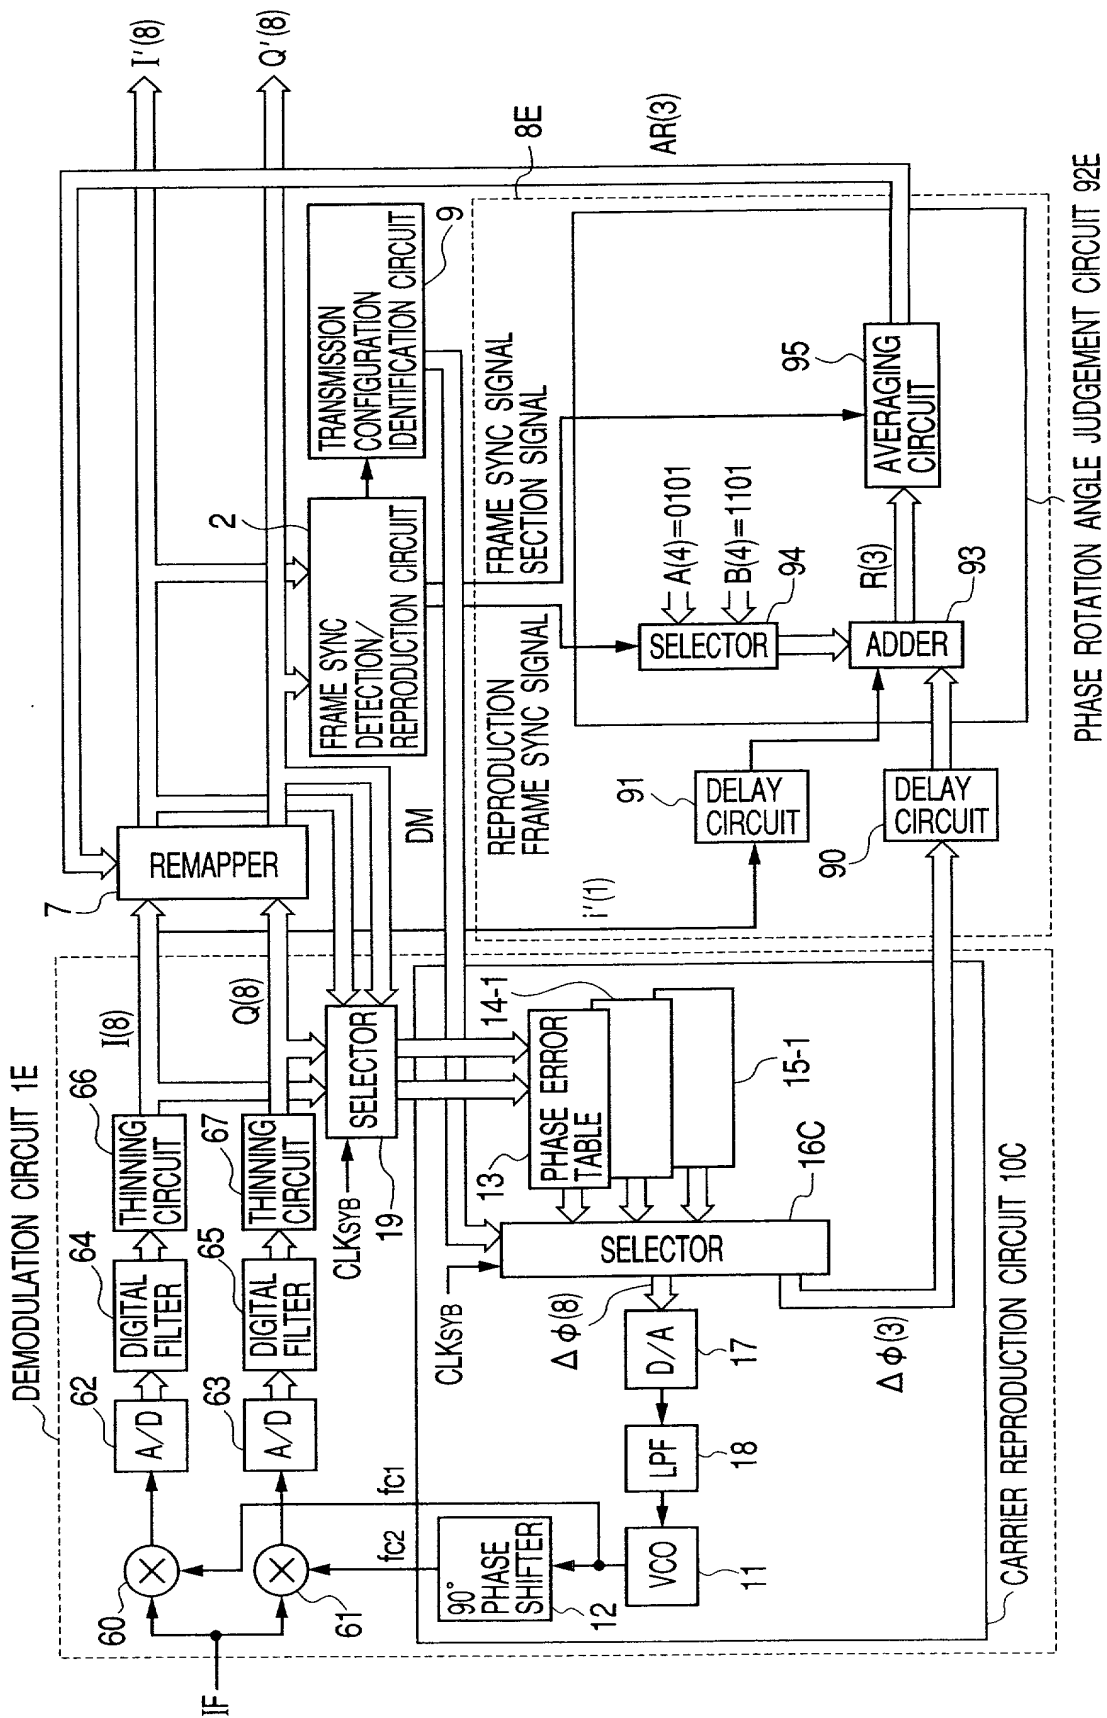 DEMODULATION CIRCUIT 1E
IF
60
61
62
A/D
63
A/D
64
DIGITAL
FILTER
65
DIGITAL
FILTER
66
THINNING
CIRCUIT
67
THINNING
CIRCUIT
I(8)
Q(8)
7
REMAPPER
I'(8)
Q'(8)
fC1
fC2
CLKSYB
19
SELECTOR
2
FRAME SYNC
DETECTION/
REPRODUCTION CIRCUIT
9
TRANSMISSION
CONFIGURATION
IDENTIFICATION CIRCUIT
DM
90°
PHASE
SHIFTER
12
VCO
11
LPF
18
D/A
17
CLKSYB
Δφ(8)
SELECTOR
16C
13
PHASE ERROR
TABLE
14-1
15-1
Δφ(3)
CARRIER REPRODUCTION CIRCUIT 10C
i'(1)
REPRODUCTION
FRAME SYNC SIGNAL
FRAME SYNC SIGNAL
SECTION SIGNAL
8E
AR(3)
91
DELAY
CIRCUIT
90
DELAY
CIRCUIT
SELECTOR
94
A(4)=0101
B(4)=1101
ADDER
93
R(3)
95
AVERAGING
CIRCUIT
PHASE ROTATION ANGLE JUDGEMENT CIRCUIT 92E